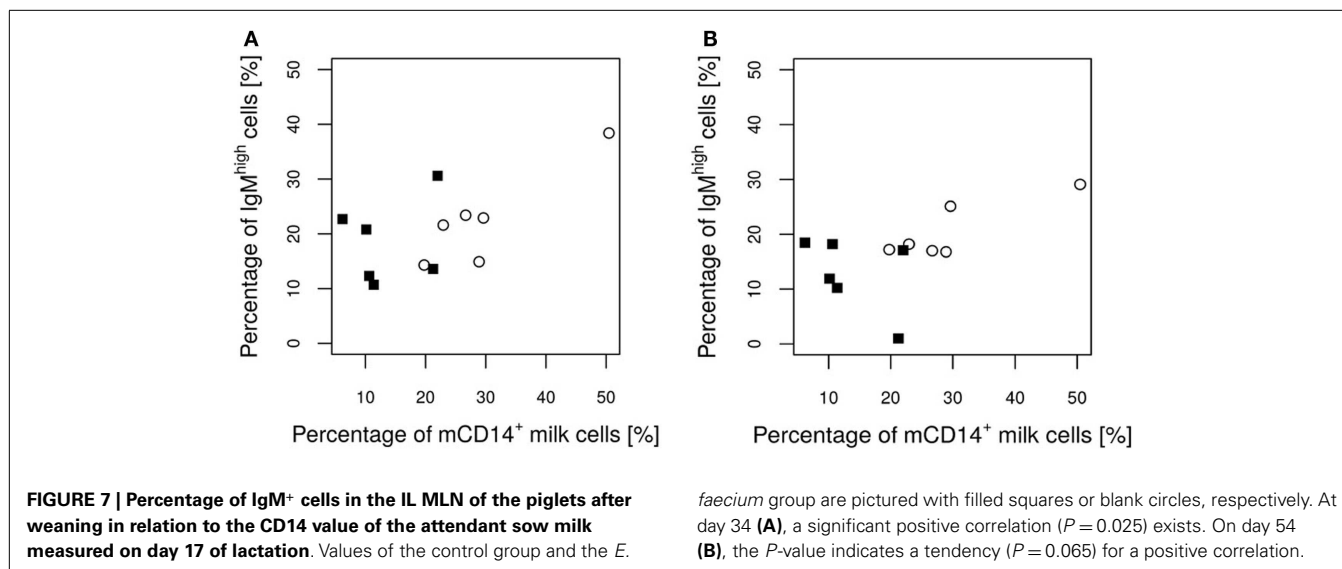 A
Percentage of IgMhigh cells [%]
50
40
30
20
10
0
10 20 30 40 50
Percentage of mCD14+ milk cells [%]
B
Percentage of IgMhigh cells [%]
50
40
30
20
10
0
10 20 30 40 50
Percentage of mCD14+ milk cells [%]
FIGURE 7 | Percentage of IgM+ cells in the IL MLN of the piglets after
weaning in relation to the CD14 value of the attendant sow milk
measured on day 17 of lactation. Values of the control group and the E.
faecium group are pictured with filled squares or blank circles, respectively. At
day 34 (A), a significant positive correlation (P = 0.025) exists. On day 54
(B), the P-value indicates a tendency (P = 0.065) for a positive correlation.